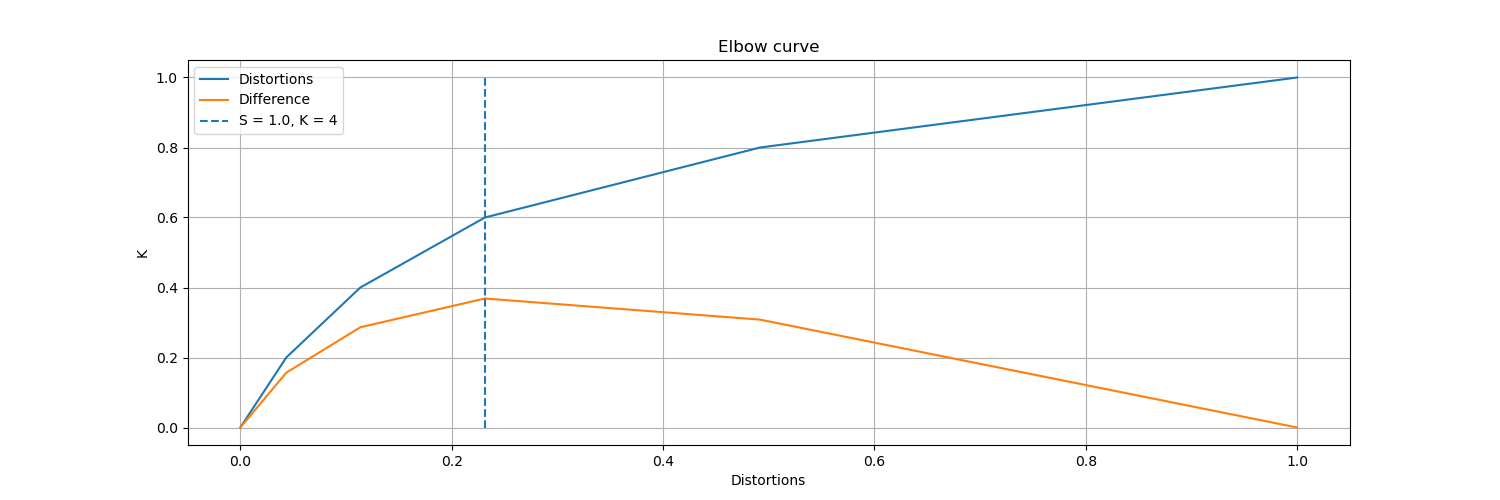 Elbow curve
Distortions
Difference
S = 1.0, K = 4
1.0
0.8
0.6
0.4
0.2
0.0
K
0.0 0.2 0.4 0.6 0.8 1.0
Distortions